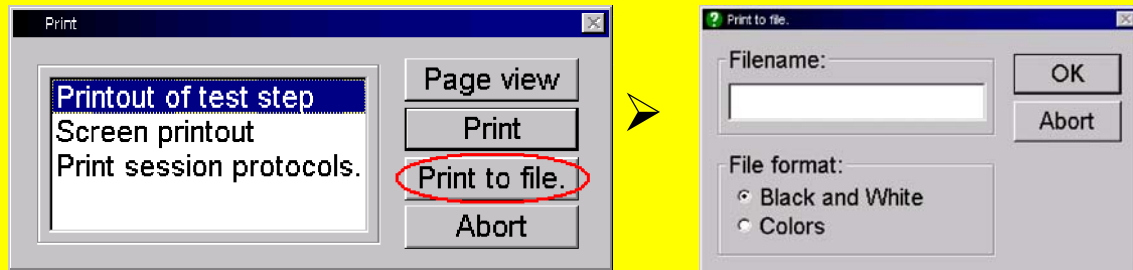 Print
Printout of test step
Screen printout
Print session protocols.
Page view
Print
Print to file.
Abort
Print to file.
Filename:
OK
Abort
File format:
Black and White
Colors